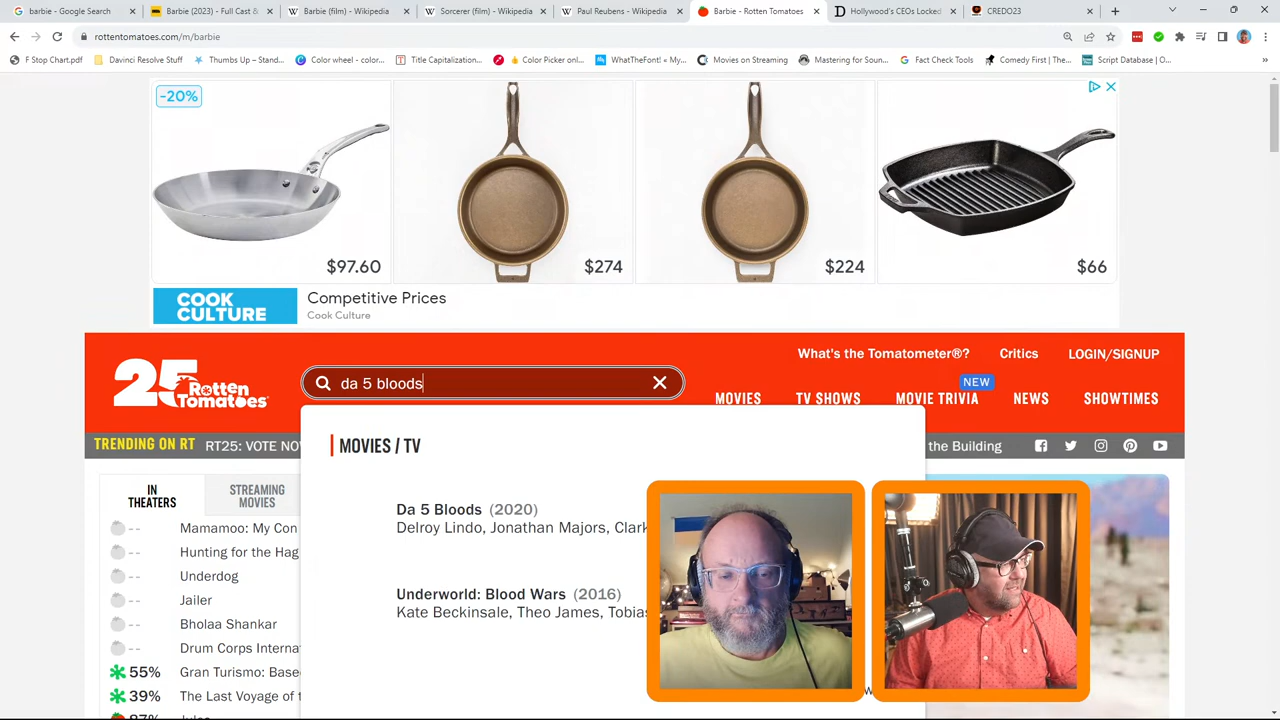 barbie - Google Search
Barbie (2023) - Full Cast &
Barbie (film) - Wikipedia
Sorcerer (film) - Wikipedia
Paul Reubens - Wikipedia
Barbie - Rotten Tomatoes
Hollywood's CEOs Locked
CREDO23
rottentomatoes.com/m/barbie
F Stop Chart.pdf
Davinci Resolve Stuff
Thumbs Up – Stand...
Color wheel - color...
Title Capitalization...
Color Picker onl...
WhatTheFont! « My...
Movies on Streaming
Mastering for Soun...
Fact Check Tools
Comedy First | The...
Script Database | O...
-20%
$97.60
$274
$224
$66
COOK CULTURE
Competitive Prices
Cook Culture
What's the Tomatometer®?
Critics
LOGIN/SIGNUP
25 Rotten Tomatoes
da 5 bloods
NEW
MOVIES
TV SHOWS
MOVIE TRIVIA
NEWS
SHOWTIMES
TRENDING ON RT
RT25: VOTE NO
the Building
MOVIES / TV
IN THEATERS
STREAMING MOVIES
Da 5 Bloods (2020)
Delroy Lindo, Jonathan Majors, Clark
Underworld: Blood Wars (2016)
Kate Beckinsale, Theo James, Tobias
-- Mamamoo: My Con
-- Hunting for the Hag
-- Underdog
-- Jailer
-- Bholaa Shankar
-- Drum Corps Interna
55% Gran Turismo: Base
39% The Last Voyage of t